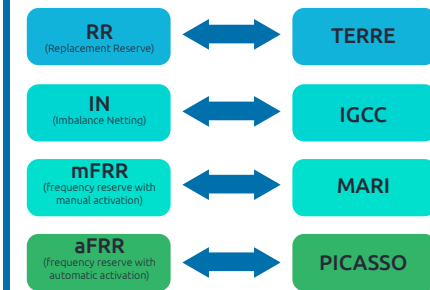 RR
(Replacement Reserve)
TERRE
IN
(Imbalance Netting)
IGCC
mFRR
(frequency reserve with
manual activation)
MARI
aFRR
(frequency reserve with
automatic activation)
PICASSO